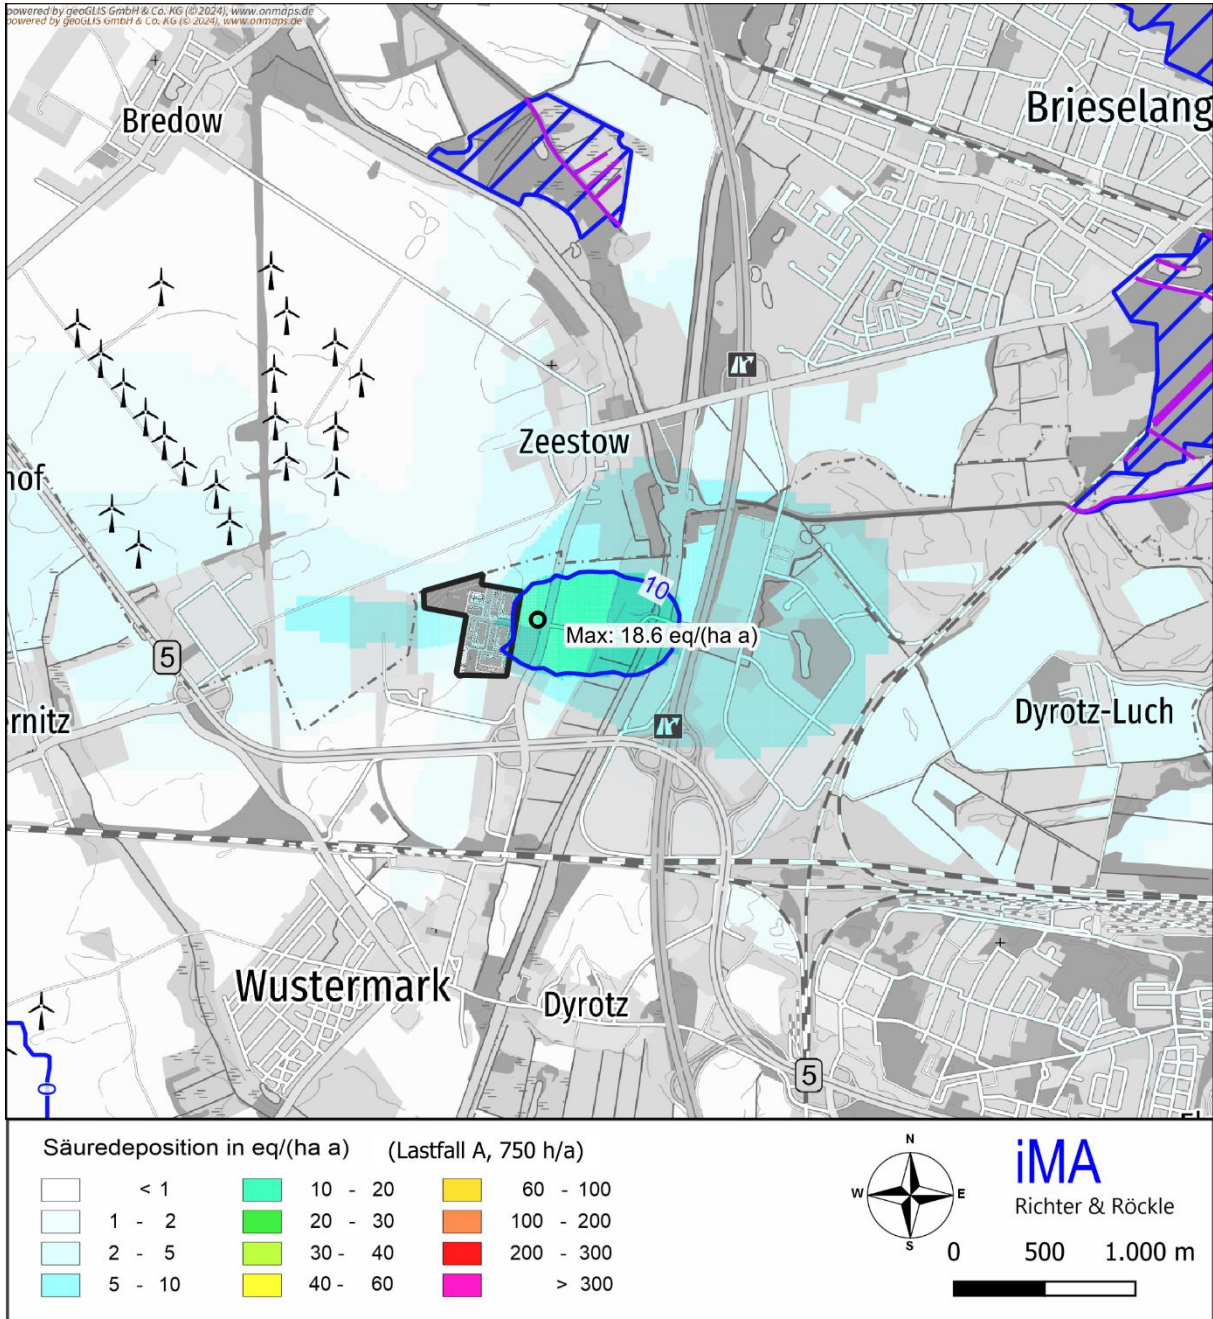 powered by geoGLIS GmbH & Co. KG (© 2024), www.onmaps.de
powered by geoGLIS GmbH & Co. KG (© 2024), www.onmaps.de
Brieselang
Bredow
Zeestow
hof
10
Max: 18.6 eq/(ha a)
5
ernitz
Dyrotz-Luch
Wustermark
Dyrotz
5
0
Säuredeposition in eq/(ha a) (Lastfall A, 750 h/a)
< 1
1 - 2
2 - 5
5 - 10
10 - 20
20 - 30
30 - 40
40 - 60
60 - 100
100 - 200
200 - 300
> 300
N
W E
S
iMA
Richter & Röckle
0 500 1.000 m